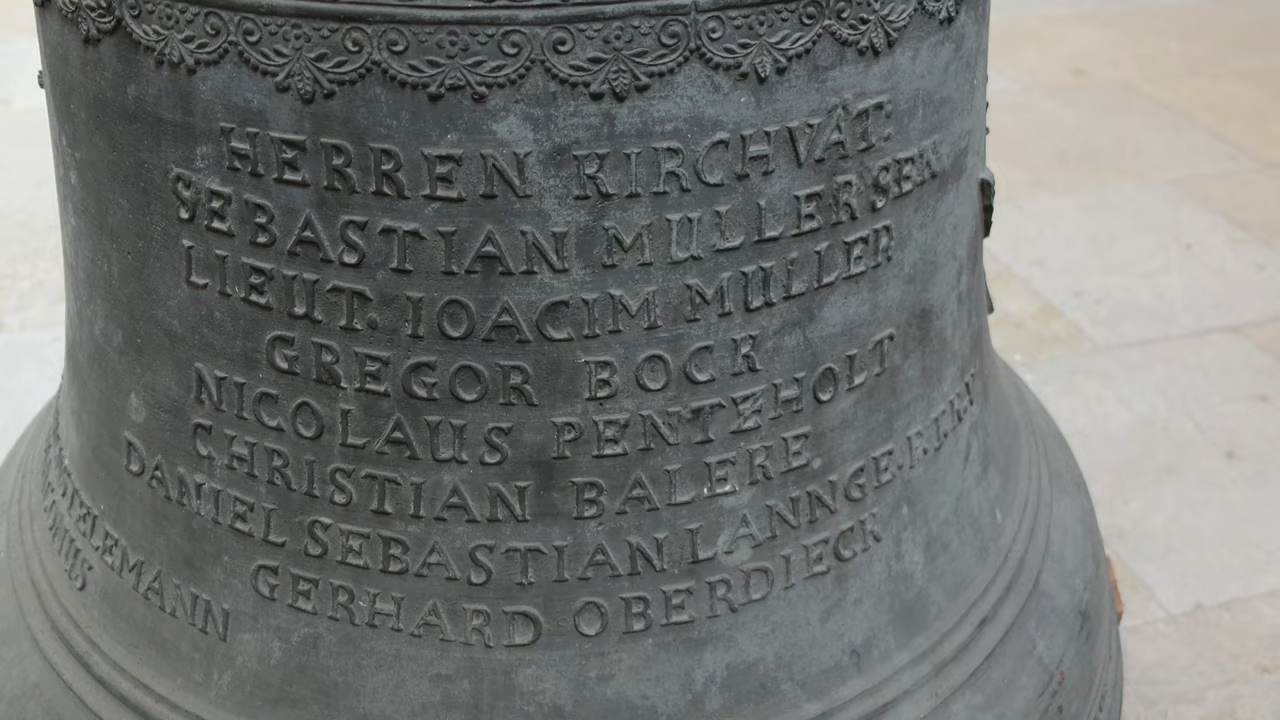 HERREN KIRCHVÄT:
SEBASTIAN MULLER SEN
LIEUT. IOACIM MULLER
GREGOR BOCK
NICOLAUS PENTZHOLT
CHRISTIAN BALERE
DANIEL SEBASTIAN LANNGE
GERHARD OBERDIECK
TELEMANN